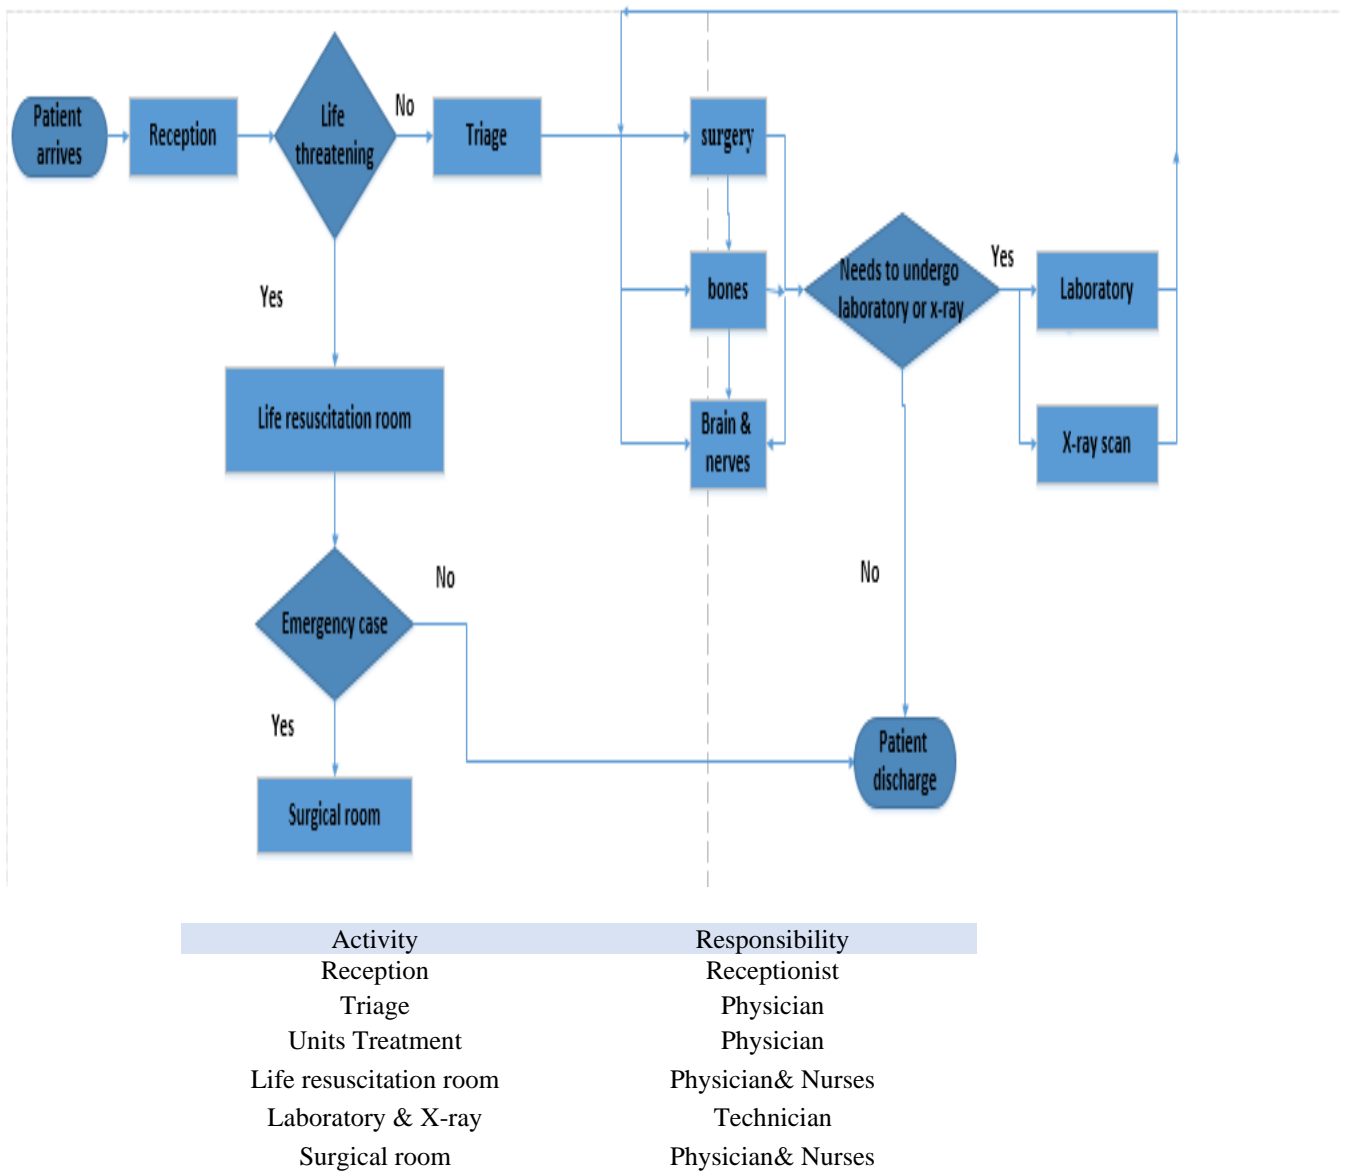 Patient
arrives
Reception
Life
threatening
No
Triage
surgery
Yes
bones
Needs to undergo
laboratory or x-ray
Yes
Laboratory
Life resuscitation room
Brain &
nerves
X-ray scan
Emergency case
No
No
Yes
Surgical room
Patient
discharge
Activity Responsibility
Reception Receptionist
Triage Physician
Units Treatment Physician
Life resuscitation room Physician& Nurses
Laboratory & X-ray Technician
Surgical room Physician& Nurses